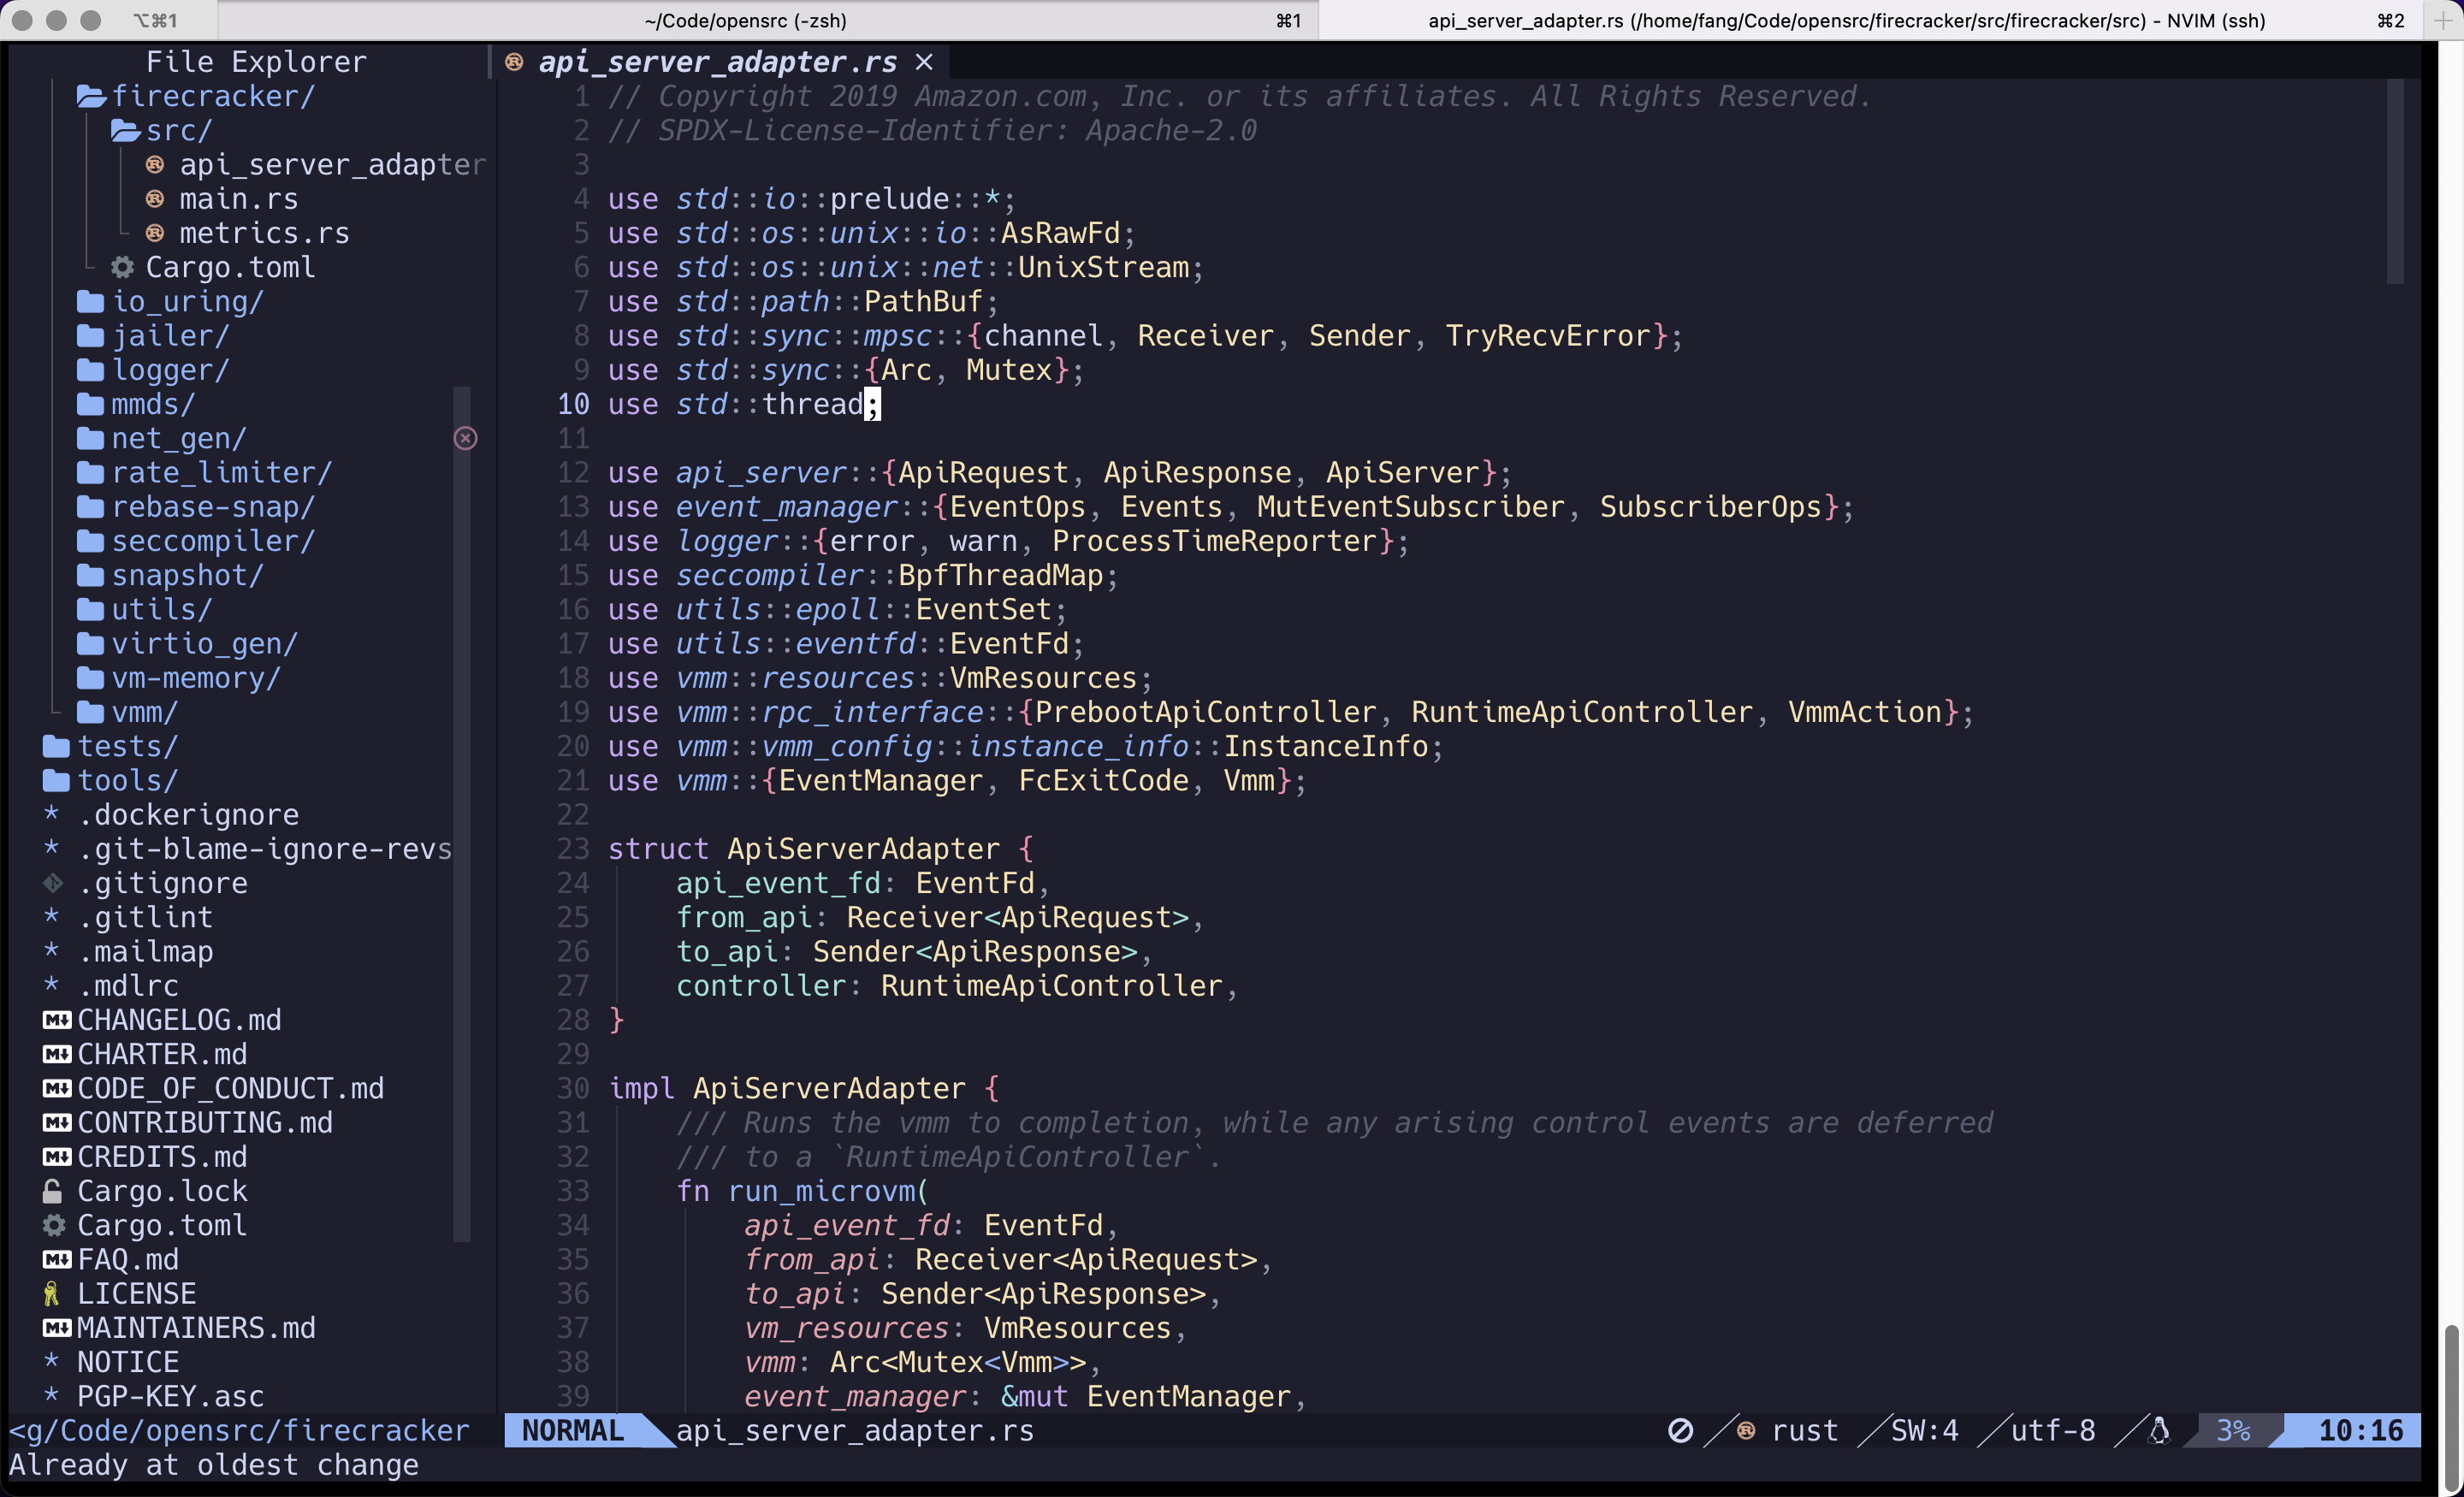 ⌥⌘1
~/Code/opensrc (-zsh)
⌘1
api_server_adapter.rs (/home/fang/Code/opensrc/firecracker/src/firecracker/src) - NVIM (ssh)
⌘2
File Explorer
firecracker/
src/
api_server_adapter
main.rs
metrics.rs
Cargo.toml
io_uring/
jailer/
logger/
mmds/
net_gen/
rate_limiter/
rebase-snap/
seccompiler/
snapshot/
utils/
virtio_gen/
vm-memory/
vmm/
tests/
tools/
* .dockerignore
* .git-blame-ignore-revs
.gitignore
* .gitlint
* .mailmap
* .mdlrc
CHANGELOG.md
CHARTER.md
CODE_OF_CONDUCT.md
CONTRIBUTING.md
CREDITS.md
Cargo.lock
Cargo.toml
FAQ.md
LICENSE
MAINTAINERS.md
* NOTICE
* PGP-KEY.asc
<g/Code/opensrc/firecracker
api_server_adapter.rs ×
1 // Copyright 2019 Amazon.com, Inc. or its affiliates. All Rights Reserved.
2 // SPDX-License-Identifier: Apache-2.0
3
4 use std::io::prelude::*;
5 use std::os::unix::io::AsRawFd;
6 use std::os::unix::net::UnixStream;
7 use std::path::PathBuf;
8 use std::sync::mpsc::{channel, Receiver, Sender, TryRecvError};
9 use std::sync::{Arc, Mutex};
10 use std::thread;
11
12 use api_server::{ApiRequest, ApiResponse, ApiServer};
13 use event_manager::{EventOps, Events, MutEventSubscriber, SubscriberOps};
14 use logger::{error, warn, ProcessTimeReporter};
15 use seccompiler::BpfThreadMap;
16 use utils::epoll::EventSet;
17 use utils::eventfd::EventFd;
18 use vmm::resources::VmResources;
19 use vmm::rpc_interface::{PrebootApiController, RuntimeApiController, VmmAction};
20 use vmm::vmm_config::instance_info::InstanceInfo;
21 use vmm::{EventManager, FcExitCode, Vmm};
22
23 struct ApiServerAdapter {
24     api_event_fd: EventFd,
25     from_api: Receiver<ApiRequest>,
26     to_api: Sender<ApiResponse>,
27     controller: RuntimeApiController,
28 }
29
30 impl ApiServerAdapter {
31     /// Runs the vmm to completion, while any arising control events are deferred
32     /// to a `RuntimeApiController`.
33     fn run_microvm(
34         api_event_fd: EventFd,
35         from_api: Receiver<ApiRequest>,
36         to_api: Sender<ApiResponse>,
37         vm_resources: VmResources,
38         vmm: Arc<Mutex<Vmm>>,
39         event_manager: &mut EventManager,
NORMAL api_server_adapter.rs rust SW:4 utf-8 3% 10:16
Already at oldest change